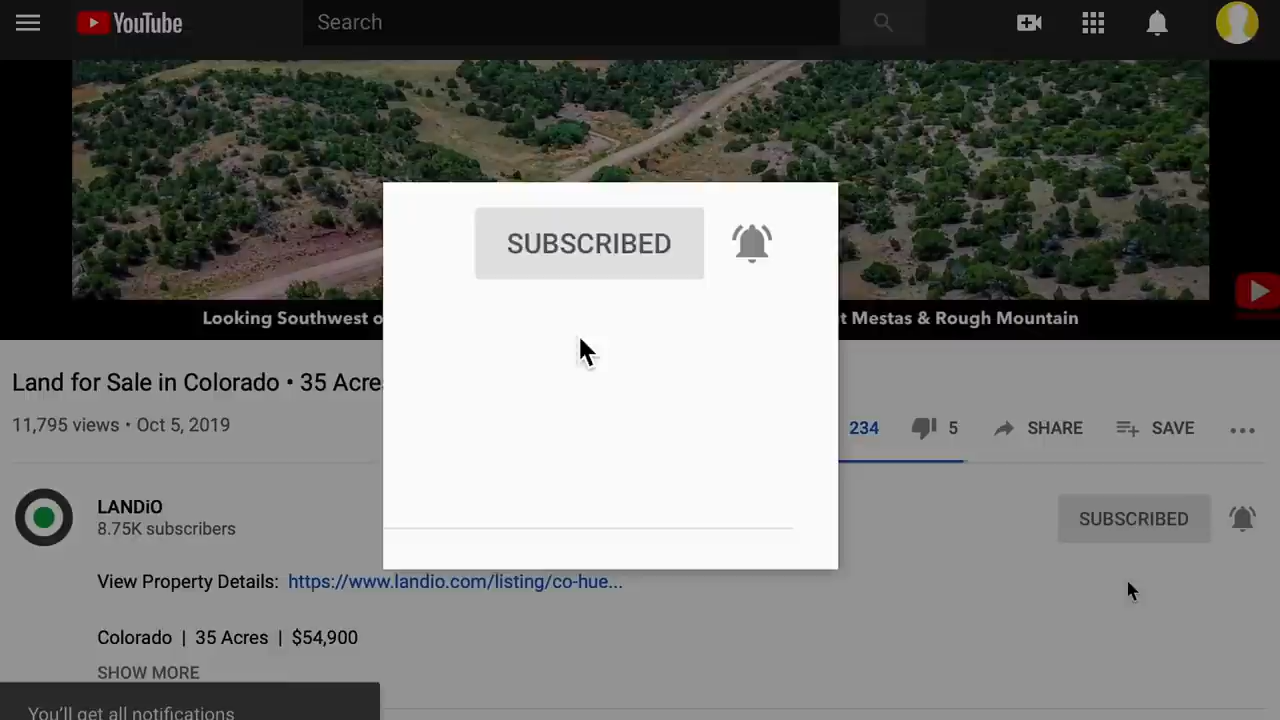 YouTube
Search
SUBSCRIBED
Looking Southwest o
t Mestas & Rough Mountain
Land for Sale in Colorado • 35 Acre
11,795 views • Oct 5, 2019
234
5
SHARE
SAVE
LANDiO
8.75K subscribers
SUBSCRIBED
View Property Details: https://www.landio.com/listing/co-hue...
Colorado | 35 Acres | $54,900
SHOW MORE
You'll get all notifications